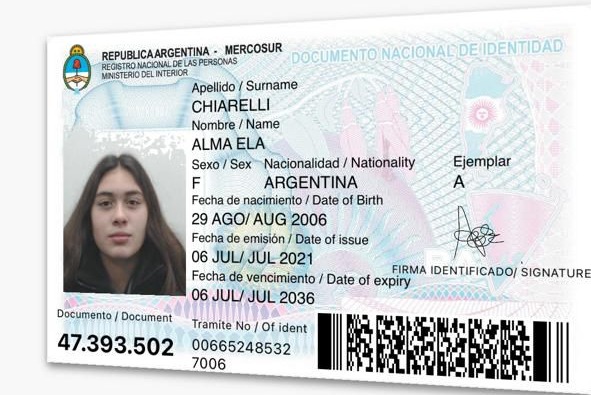 REPUBLICA ARGENTINA - MERCOSUR
REGISTRO NACIONAL DE LAS PERSONAS
MINISTERIO DEL INTERIOR
DOCUMENTO NACIONAL DE IDENTIDAD
Apellido / Surname
CHIARELLI
Nombre / Name
ALMA ELA
Sexo / Sex Nacionalidad / Nationality Ejemplar
F ARGENTINA A
Fecha de nacimiento / Date of Birth
29 AGO/ AUG 2006
Fecha de emisión / Date of issue
06 JUL/ JUL 2021
FIRMA IDENTIFICADO/ SIGNATURE
Fecha de vencimiento / Date of expiry
06 JUL/ JUL 2036
Documento / Document
47.393.502
Tramite No / Of ident
00665248532
7006